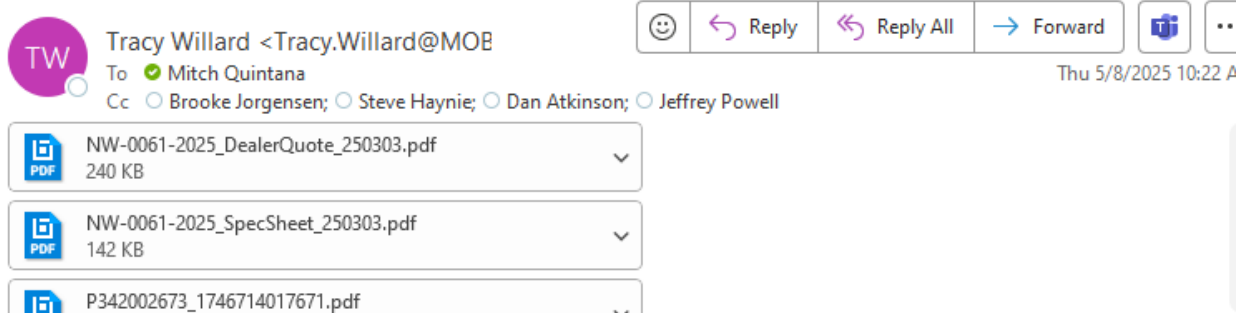 Reply
Reply All
Forward
TW
Tracy Willard <Tracy.Willard@MOB
To Mitch Quintana
Thu 5/8/2025 10:22 A
Cc Brooke Jorgensen; Steve Haynie; Dan Atkinson; Jeffrey Powell
NW-0061-2025_DealerQuote_250303.pdf
PDF
240 KB
NW-0061-2025_SpecSheet_250303.pdf
PDF
142 KB
P342002673_1746714017671.pdf